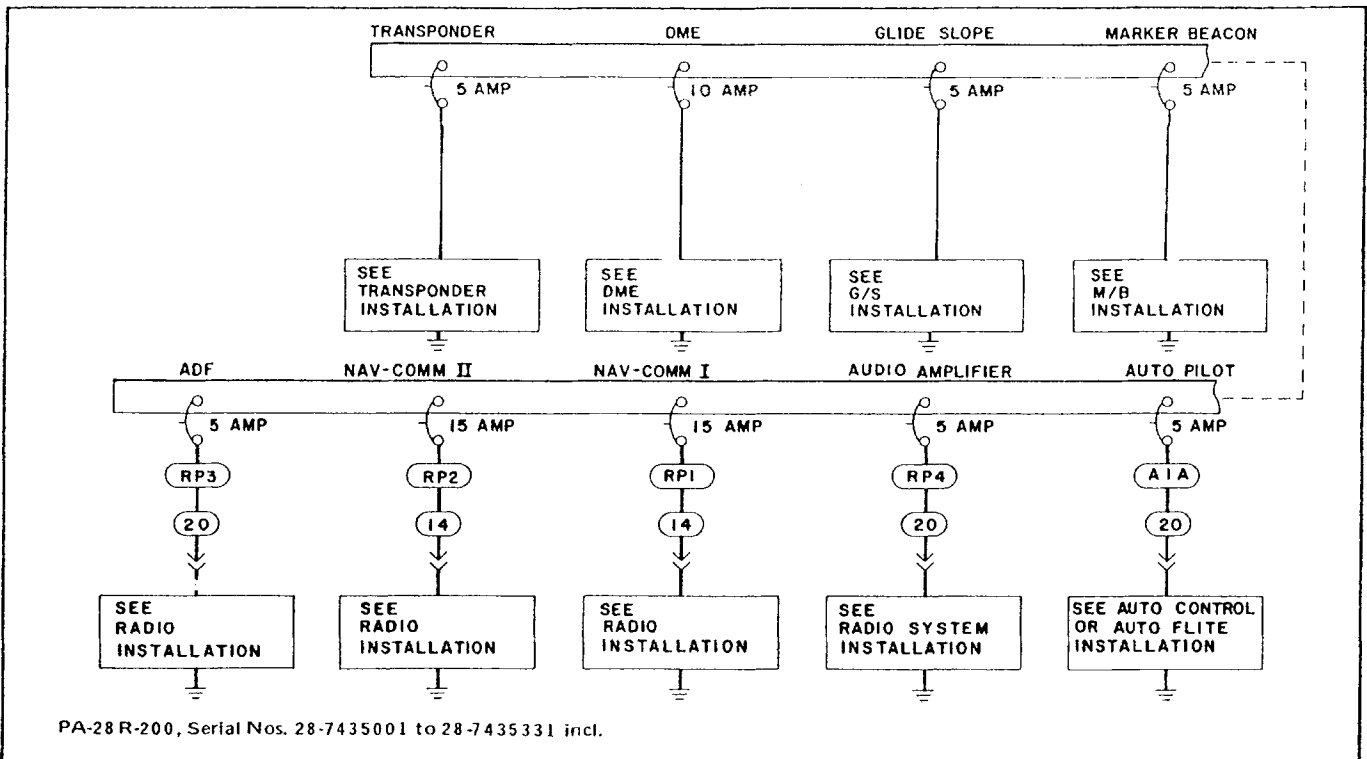 TRANSPONDER DME GLIDE SLOPE MARKER BEACON
5 AMP 10 AMP 5 AMP 5 AMP
SEE
TRANSPONDER
INSTALLATION
SEE
DME
INSTALLATION
SEE
G/S
INSTALLATION
SEE
M/B
INSTALLATION
ADF NAV-COMM II NAV-COMM I AUDIO AMPLIFIER AUTO PILOT
5 AMP 15 AMP 15 AMP 5 AMP 5 AMP
RP3 RP2 RP1 RP4 A1A
20 14 14 20 20
SEE
RADIO
INSTALLATION
SEE
RADIO
INSTALLATION
SEE
RADIO
INSTALLATION
SEE
RADIO SYSTEM
INSTALLATION
SEE AUTO CONTROL
OR AUTO FLITE
INSTALLATION
PA-28R-200, Serial Nos. 28-7435001 to 28-7435331 incl.